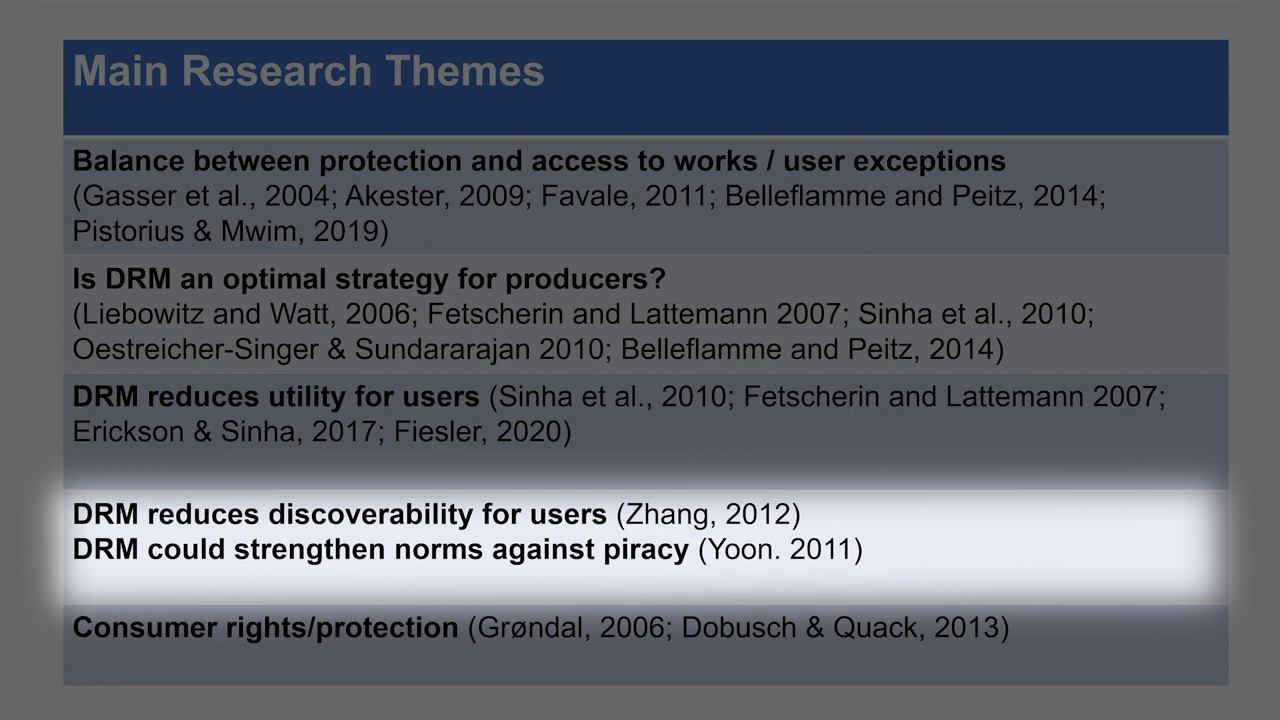 Main Research Themes
Balance between protection and access to works / user exceptions
(Gasser et al., 2004; Akester, 2009; Favale, 2011; Belleflamme and Peitz, 2014;
Pistorius & Mwim, 2019)
Is DRM an optimal strategy for producers?
(Liebowitz and Watt, 2006; Fetscherin and Lattemann 2007; Sinha et al., 2010;
Oestreicher-Singer & Sundararajan 2010; Belleflamme and Peitz, 2014)
DRM reduces utility for users (Sinha et al., 2010; Fetscherin and Lattemann 2007;
Erickson & Sinha, 2017; Fiesler, 2020)
DRM reduces discoverability for users (Zhang, 2012)
DRM could strengthen norms against piracy (Yoon. 2011)
Consumer rights/protection (Grøndal, 2006; Dobusch & Quack, 2013)